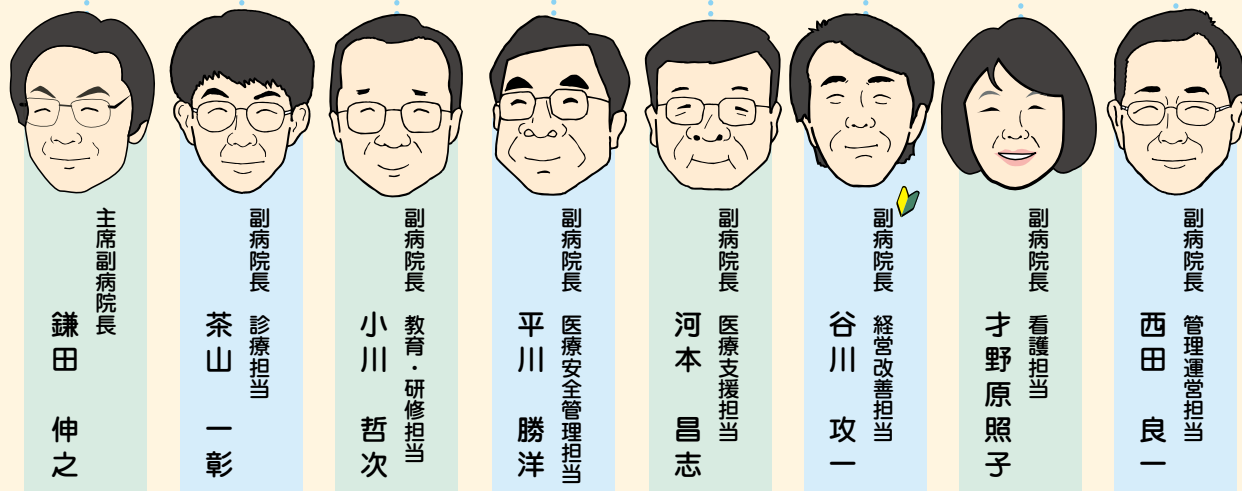 主席副病院長
鎌田 伸之
副病院長 診療担当
茶山 一彰
副病院長 教育・研修担当
小川 哲次
副病院長 医療安全管理担当
平川 勝洋
副病院長 医療支援担当
河本 昌志
副病院長 経営改善担当
谷川 攻一
副病院長 看護担当
才野原照子
副病院長 管理運営担当
西田 良一